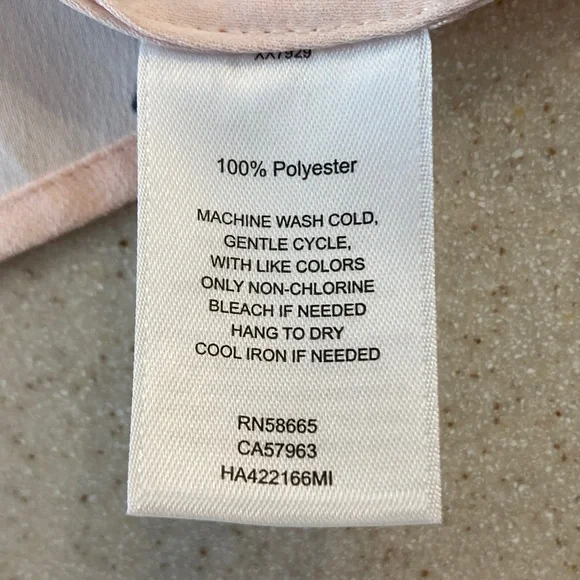 XX7929
100% Polyester
MACHINE WASH COLD,
GENTLE CYCLE,
WITH LIKE COLORS
ONLY NON-CHLORINE
BLEACH IF NEEDED
HANG TO DRY
COOL IRON IF NEEDED
RN58665
CA57963
HA422166MI